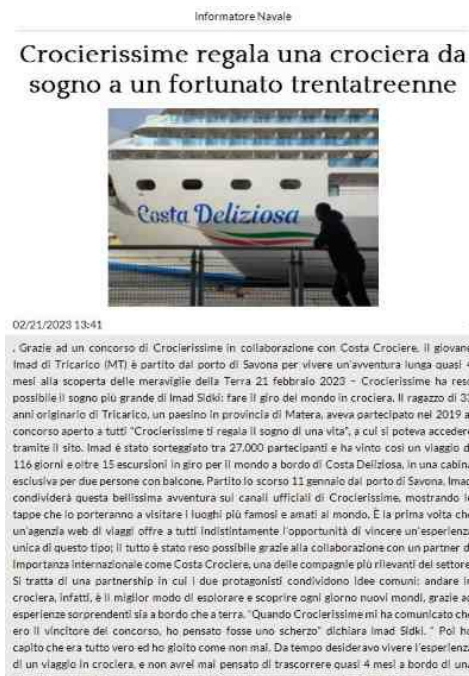 Informatore Navale
Crocierissime regala una crociera da
sogno a un fortunato trentatreenne
Costa Deliziosa
02/21/2023 13:41
. Grazie ad un concorso di Crocierissime in collaborazione con Costa Crociere, il giovane
Imad di Tricarico (MT) è partito dal porto di Savona per vivere un'avventura lunga quasi 4
mesi alla scoperta delle meraviglie della Terra 21 febbraio 2023 – Crocierissime ha reso
possibile il sogno più grande di Imad Sidki: fare il giro del mondo in crociera. Il ragazzo di 33
anni originario di Tricarico, un paesino in provincia di Matera, aveva partecipato nel 2019 al
concorso aperto a tutti "Crocierissime ti regala il sogno di una vita", a cui si poteva accedere
tramite il sito. Imad è stato sorteggiato tra 27.000 partecipanti e ha vinto così un viaggio di
116 giorni e oltre 15 escursioni in giro per il mondo a bordo di Costa Deliziosa, in una cabina
esclusiva per due persone con balcone. Partito lo scorso 11 gennaio dal porto di Savona, Imad
condividerà questa bellissima avventura sui canali ufficiali di Crocierissime, mostrando le
tappe che lo porteranno a visitare i luoghi più famosi e amati al mondo. È la prima volta che
un'agenzia web di viaggi offre a tutti indistintamente l'opportunità di vincere un'esperienza
unica di questo tipo; il tutto è stato reso possibile grazie alla collaborazione con un partner di
importanza internazionale come Costa Crociere, una delle compagnie più rilevanti del settore.
Si tratta di una partnership in cui i due protagonisti condividono idee comuni: andare in
crociera, infatti, è il miglior modo di esplorare e scoprire ogni giorno nuovi mondi, grazie ad
esperienze sorprendenti sia a bordo che a terra. "Quando Crocierissime mi ha comunicato che
ero il vincitore del concorso, ho pensato fosse uno scherzo" dichiara Imad Sidki. " Poi ho
capito che era tutto vero ed ho gioito come non mai. Da tempo desideravo vivere l'esperienza
di un viaggio in crociera, e non avrei mai pensato di trascorrere quasi 4 mesi a bordo di una